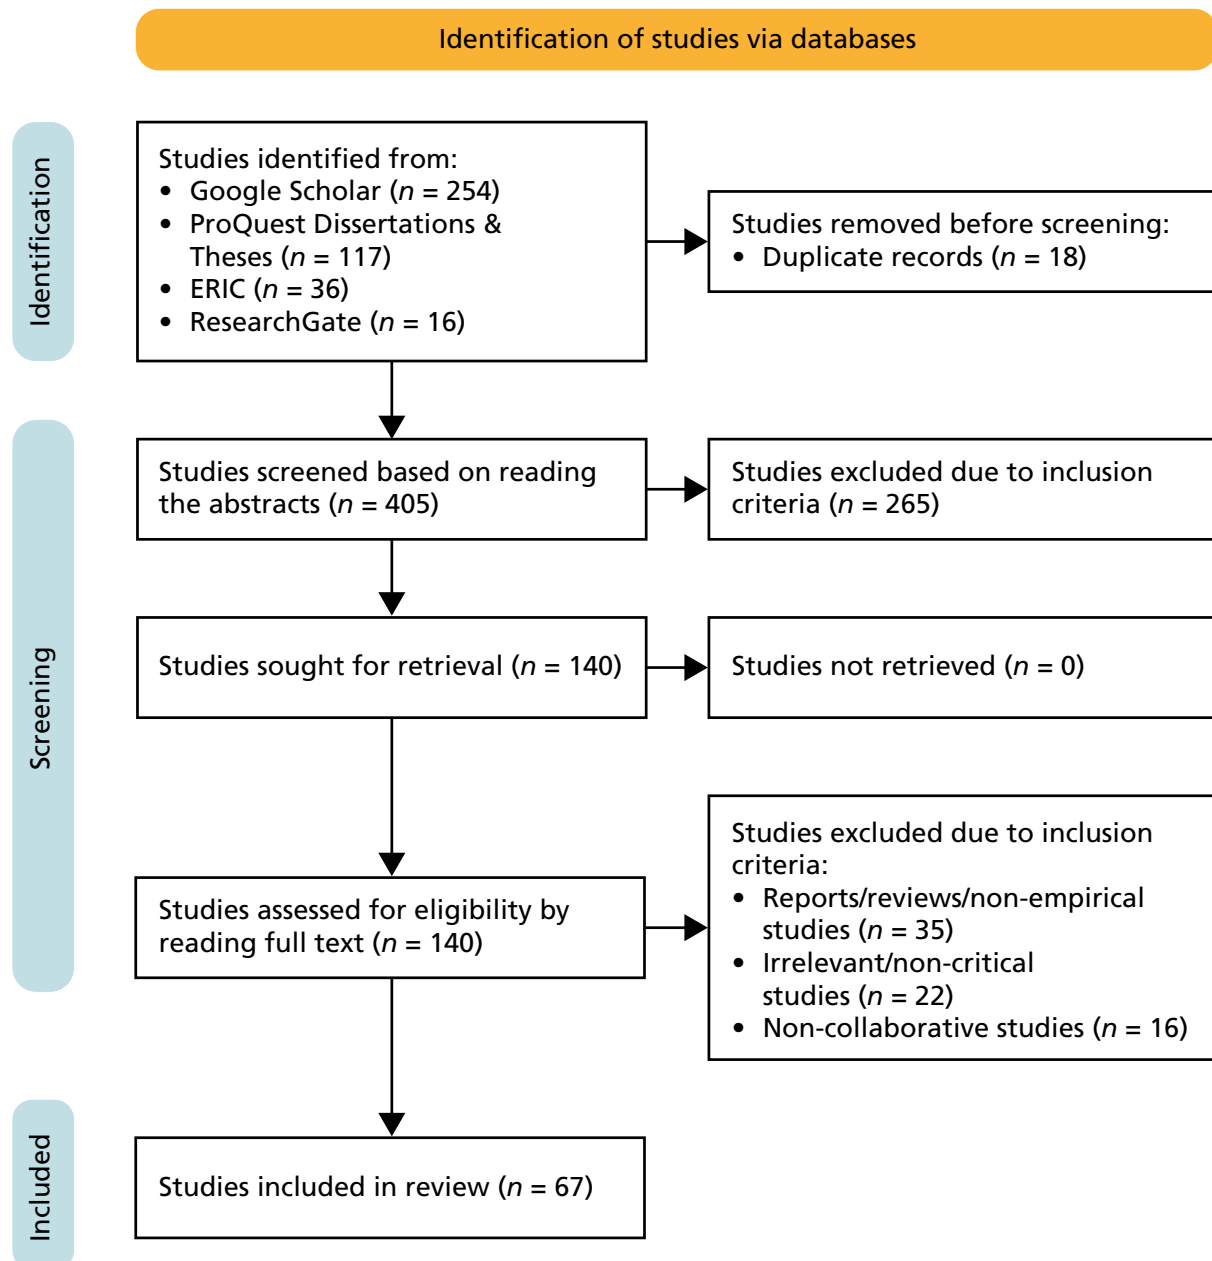 Identification of studies via databases
Identification
Studies identified from:
• Google Scholar (n = 254)
• ProQuest Dissertations &
Theses (n = 117)
• ERIC (n = 36)
• ResearchGate (n = 16)
Studies removed before screening:
• Duplicate records (n = 18)
Screening
Studies screened based on reading
the abstracts (n = 405)
Studies excluded due to inclusion
criteria (n = 265)
Studies sought for retrieval (n = 140)
Studies not retrieved (n = 0)
Studies assessed for eligibility by
reading full text (n = 140)
Studies excluded due to inclusion
criteria:
• Reports/reviews/non-empirical
studies (n = 35)
• Irrelevant/non-critical
studies (n = 22)
• Non-collaborative studies (n = 16)
Included
Studies included in review (n = 67)